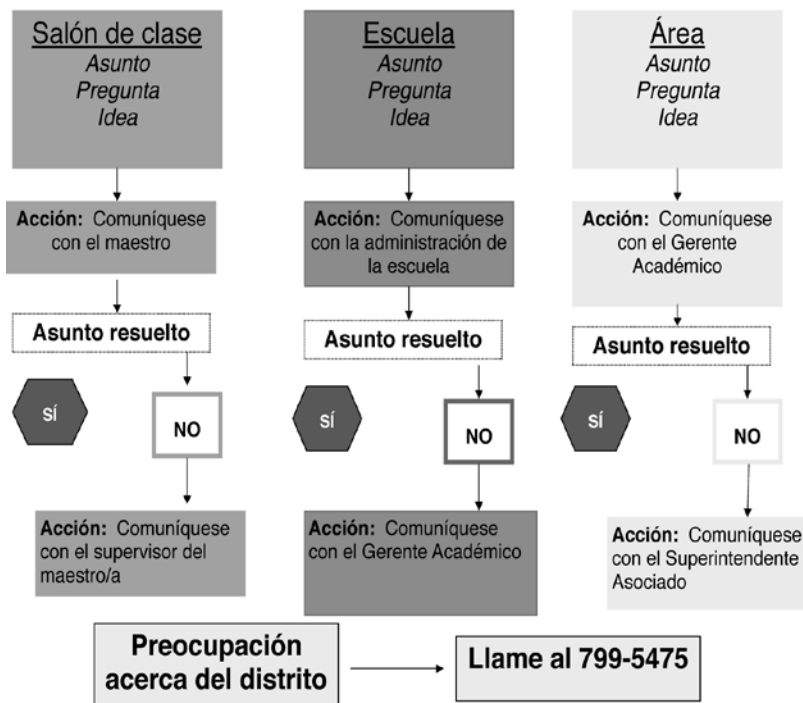 Salón de clase
Asunto
Pregunta
Idea
Acción: Comuníquese
con el maestro
Asunto resuelto
SÍ
NO
Acción: Comuníquese
con el supervisor del
maestro/a
Escuela
Asunto
Pregunta
Idea
Acción: Comuníquese
con la administración de
la escuela
Asunto resuelto
SÍ
NO
Acción: Comuníquese
con el Gerente Académico
Área
Asunto
Pregunta
Idea
Acción: Comuníquese
con el Gerente
Académico
Asunto resuelto
SÍ
NO
Acción: Comuníquese
con el Superintendente
Asociado
Preocupación
acerca del distrito
Llame al 799-5475